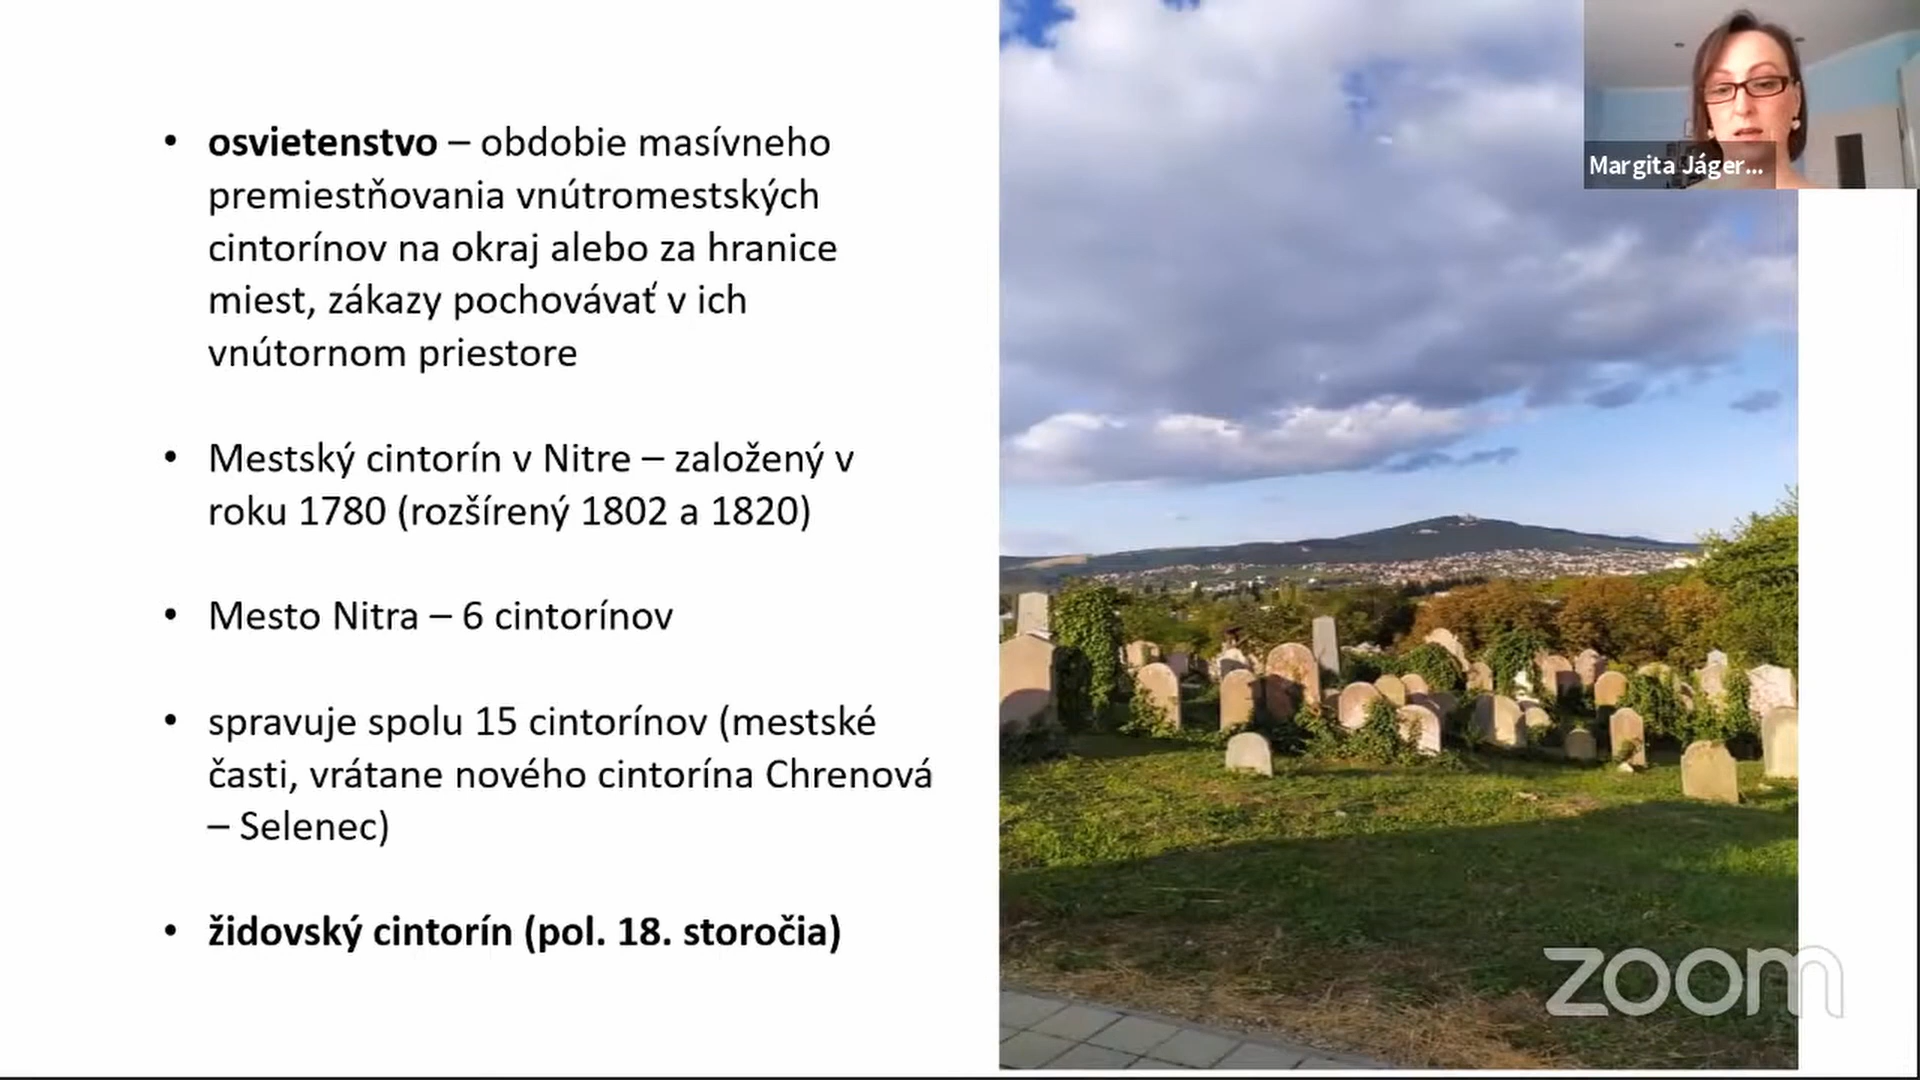 • osvietenstvo – obdobie masívneho
premiestňovania vnútromestských
cintorínov na okraj alebo za hranice
miest, zákazy pochovávať v ich
vnútornom priestore
• Mestský cintorín v Nitre – založený v
roku 1780 (rozšírený 1802 a 1820)
• Mesto Nitra – 6 cintorínov
• spravuje spolu 15 cintorínov (mestské
časti, vrátane nového cintorína Chrenová
– Selenec)
• židovský cintorín (pol. 18. storočia)
Margita Jáger...
zoom